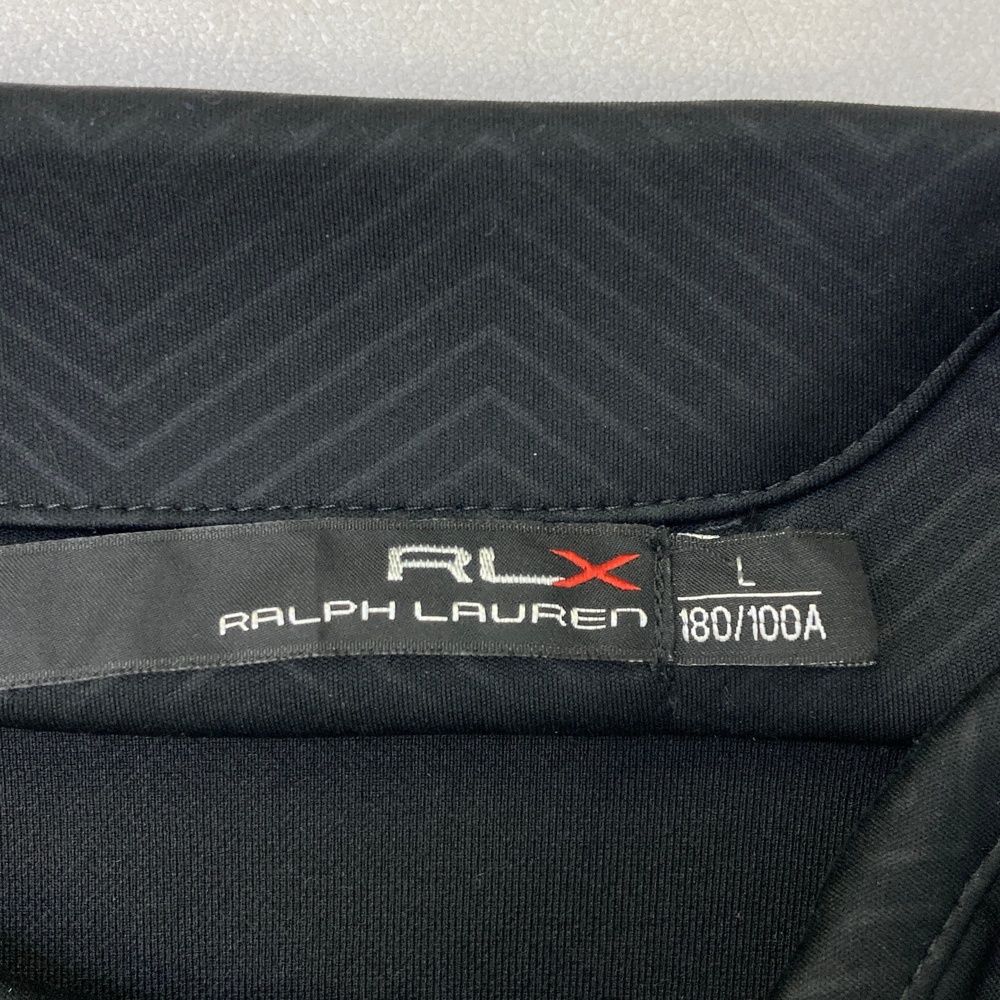 RLX
RALPH LAUREN
L
180/100A